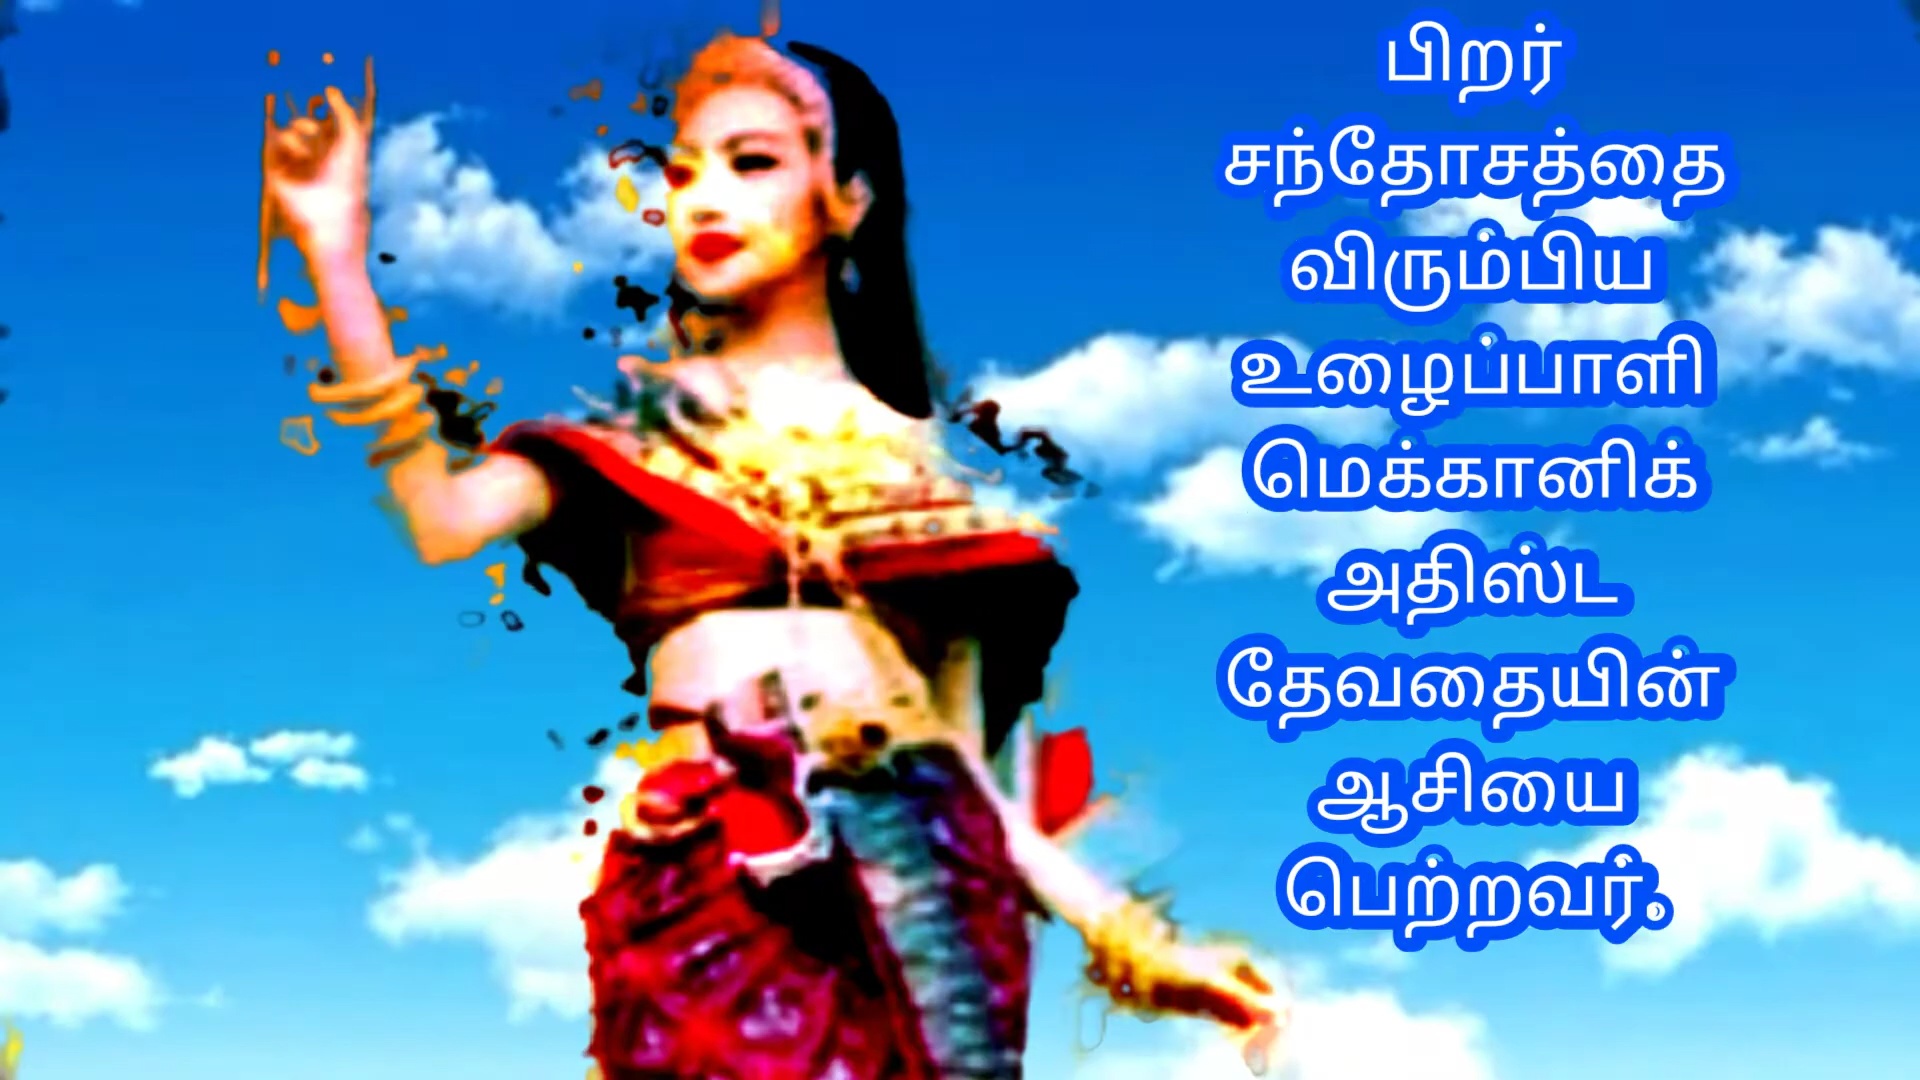 பிறர்
சந்தோசத்தை
விரும்பிய
உழைப்பாளி
மெக்கானிக்
அதிஸ்ட
தேவதையின்
ஆசியை
பெற்றவர்.